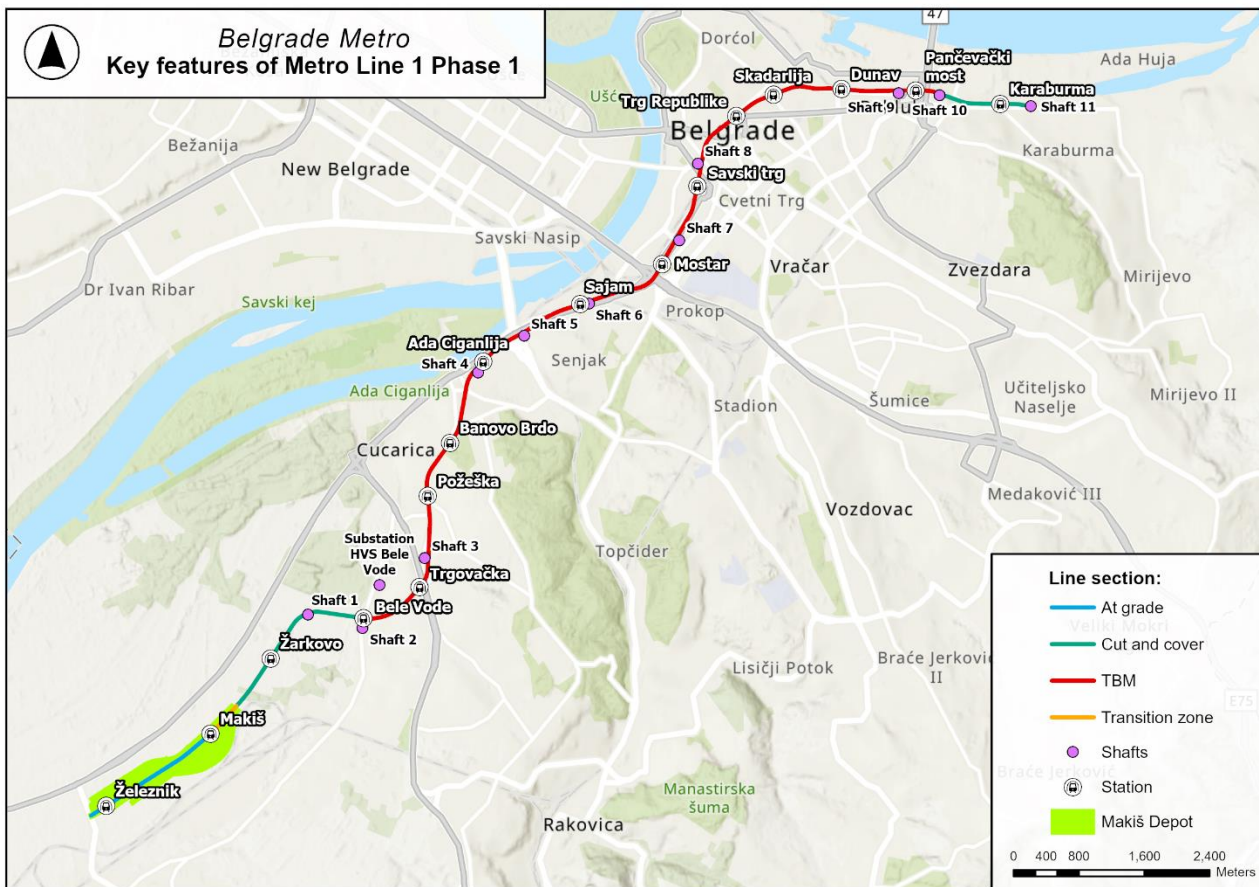 Belgrade Metro
Key features of Metro Line 1 Phase 1
47
Dorćol
Pančevački
most
Ada Huja
Skadarlija
Dunav
Karaburma
Ušć
Trg Republike
Shaft 9
Shaft 10
Shaft 11
Belgrade
Bežanija
Karaburma
Shaft 8
New Belgrade
Savski trg
Cvetni Trg
Savski Nasip
Shaft 7
Mostar
Vračar
Zvezdara
Mirijevo
Dr Ivan Ribar
Savski kej
Sajam
Shaft 6
Prokop
Shaft 5
Ada Ciganlija
Shaft 4
Senjak
Ada Ciganlija
Učiteljsko
Naselje
Mirijevo II
Stadion
Šumice
Banovo Brdo
Cucarica
Požeška
Medaković III
Vozdovac
Substation
HVS Bele
Vode
Shaft 3
Topčider
Trgovačka
Shaft 1
Bele Vode
Shaft 2
Žarkovo
Lisičji Potok
Braće Jerković
II
Makiš
Železnik
Manastirska
šuma
Rakovica
Line section:
At grade
Veliki Mokri
Cut and cover
TBM
E75
Transition zone
Shafts
Braće Jerković
Station
Makiš Depot
0 400 800 1,600 2,400
Meters